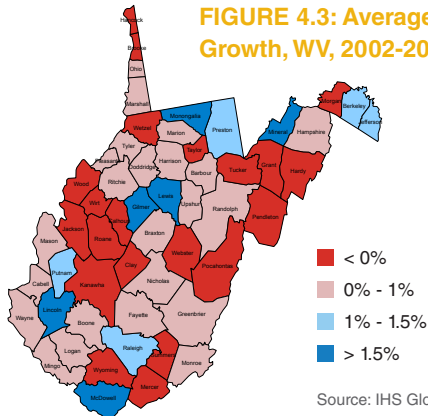 FIGURE 4.3: Average
Growth, WV, 2002-20
Hancock
Brooke
Ohio
Marshall
Wetzel
Monongalia
Marion
Preston
Taylor
Tyler
Pleasants
Doddridge
Harrison
Barbour
Tucker
Mineral
Hampshire
Morgan
Berkeley
Jefferson
Grant
Hardy
Wood
Ritchie
Wirt
Calhoun
Gilmer
Lewis
Upshur
Randolph
Pendleton
Mason
Jackson
Roane
Braxton
Webster
Pocahontas
Putnam
Cabell
Kanawha
Clay
Nicholas
Wayne
Lincoln
Boone
Fayette
Greenbrier
Logan
Mingo
Raleigh
Summers
Wyoming
Monroe
Mercer
McDowell
< 0%
0% - 1%
1% - 1.5%
> 1.5%
Source: IHS Glo